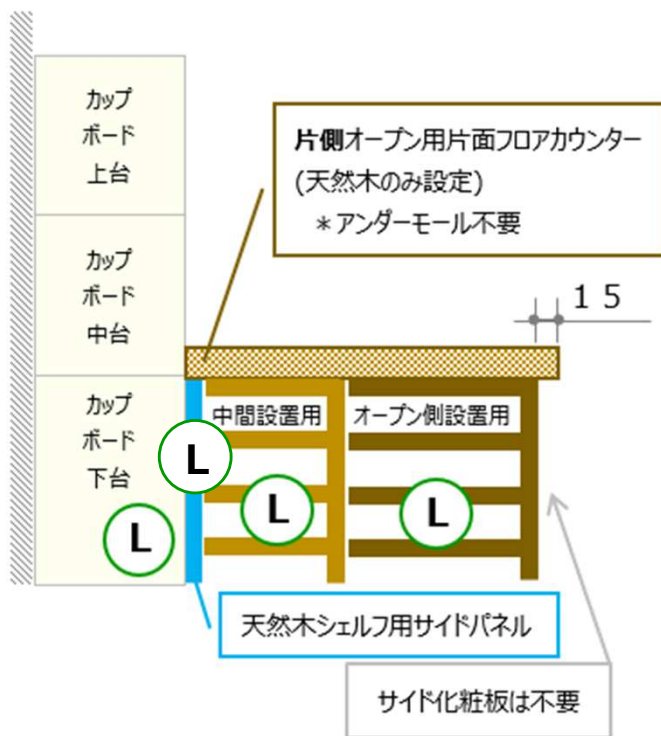 カップ
ボード
上台
片側オープン用片面フロアカウンター
(天然木のみ設定)
＊アンダーモール不要
カップ
ボード
中台
１５
カップ
ボード
下台
中間設置用
オープン側設置用
L
L
L
L
天然木シェルフ用サイドパネル
サイド化粧板は不要